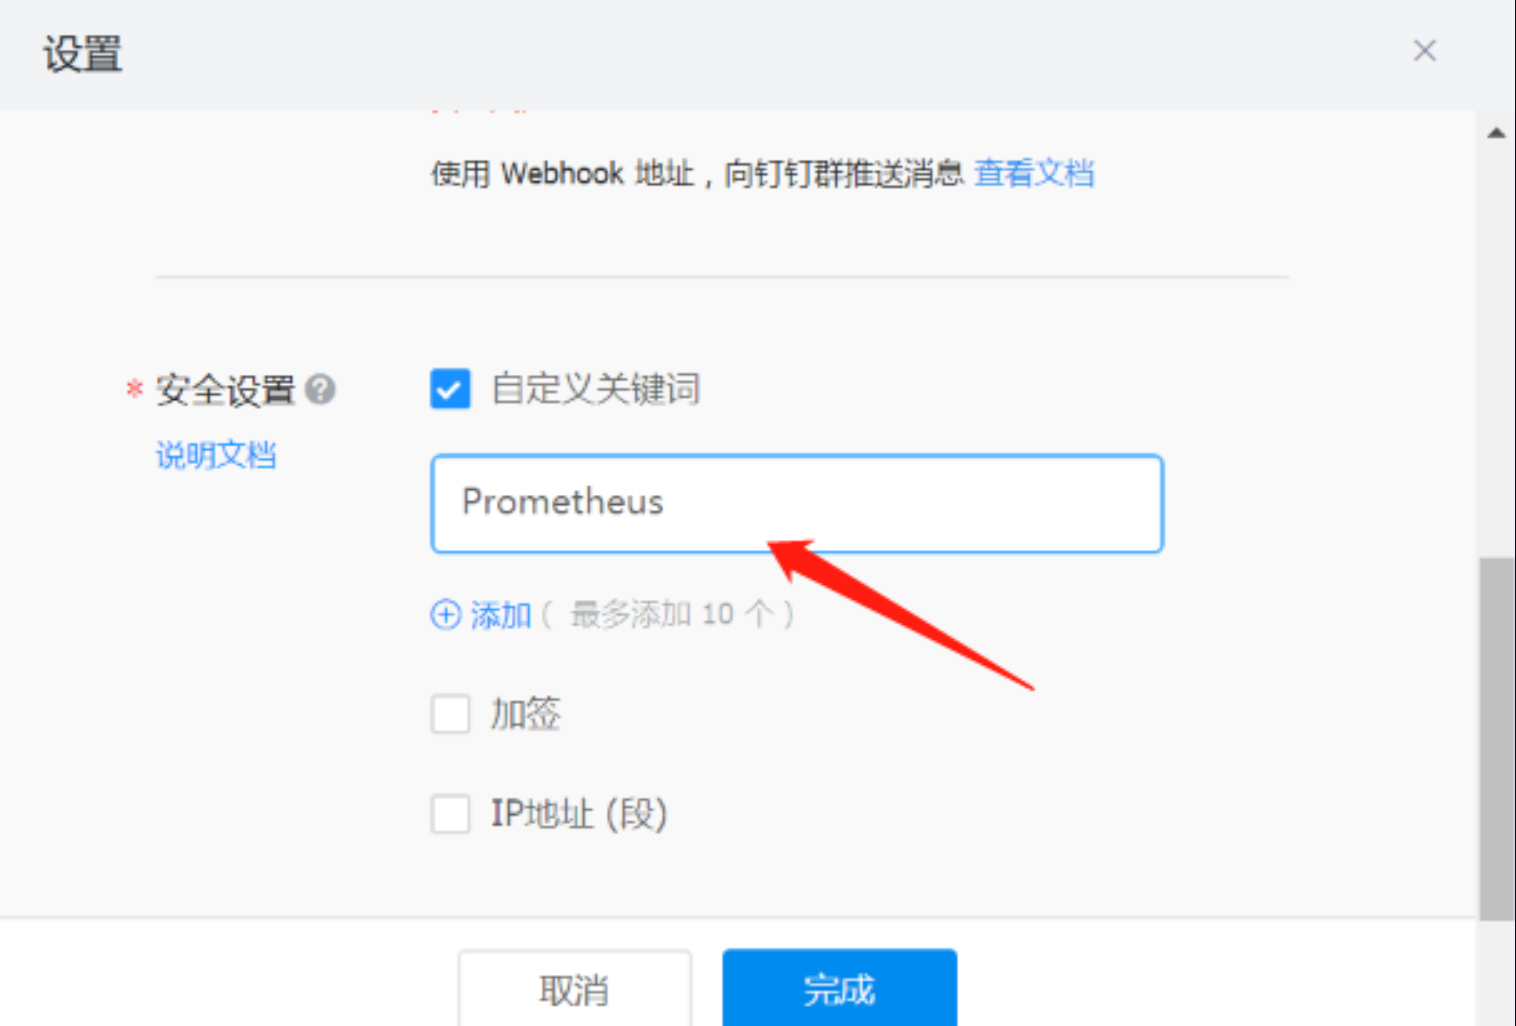 设置
使用 Webhook 地址，向钉钉群推送消息 查看文档
* 安全设置 ?
自定义关键词
说明文档
Prometheus
添加（ 最多添加 10 个 ）
加签
IP地址 (段)
取消
完成